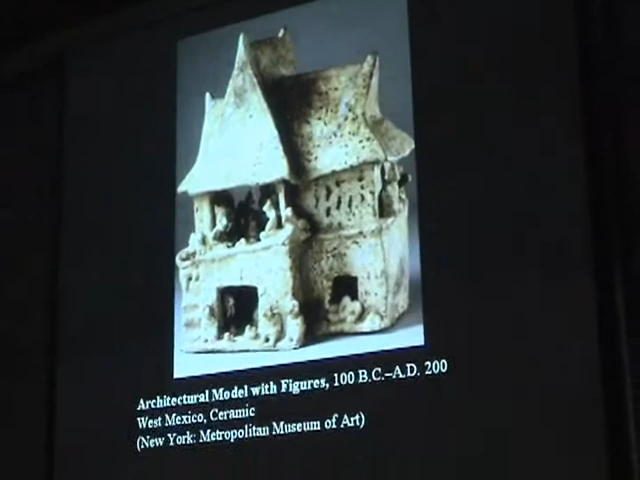 Architectural Model with Figures, 100 B.C.–A.D. 200
West Mexico, Ceramic
(New York: Metropolitan Museum of Art)